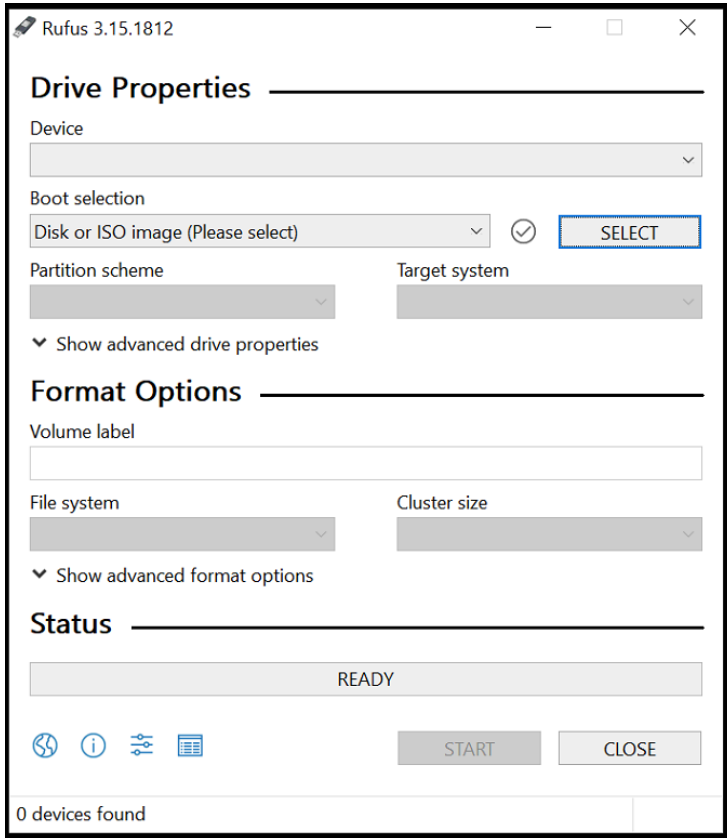 Rufus 3.15.1812
Drive Properties
Device
Boot selection
Disk or ISO image (Please select)
SELECT
Partition scheme
Target system
Show advanced drive properties
Format Options
Volume label
File system
Cluster size
Show advanced format options
Status
READY
START
CLOSE
0 devices found